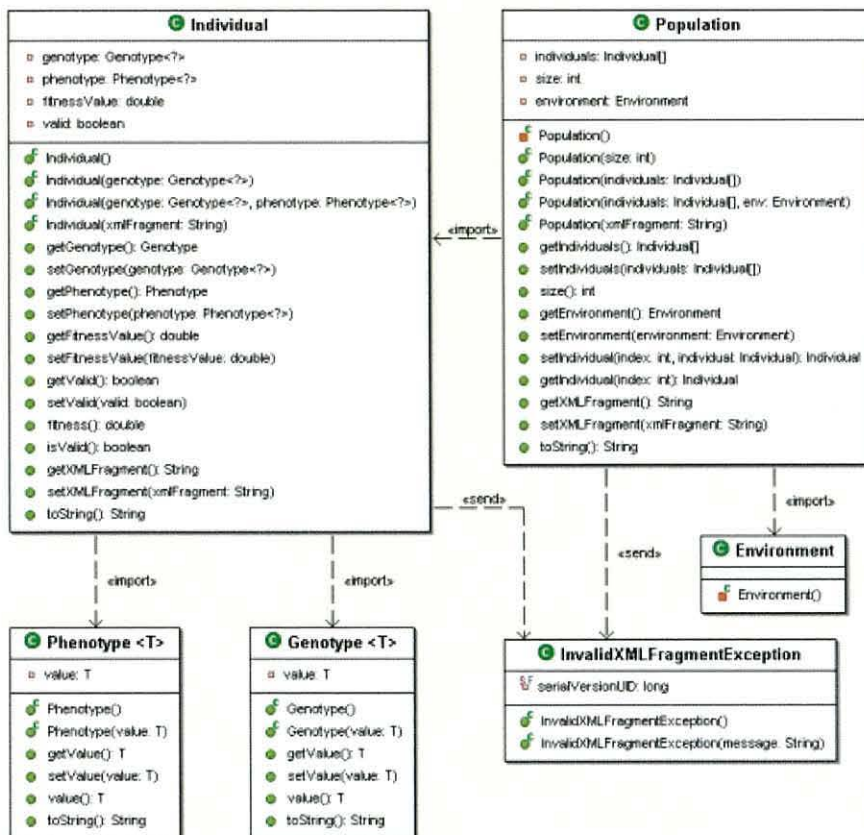 Individual
genotype: Genotype<?>
phenotype: Phenotype<?>
fitnessValue: double
valid: boolean
Individual()
Individual(genotype: Genotype<?>)
Individual(genotype: Genotype<?>, phenotype: Phenotype<?>)
Individual(xmlFragment: String)
getGenotype(): Genotype
setGenotype(genotype: Genotype<?>)
getPhenotype(): Phenotype
setPhenotype(phenotype: Phenotype<?>)
getFitnessValue(): double
setFitnessValue(fitnessValue: double)
getValid(): boolean
setValid(valid: boolean)
fitness(): double
isValid(): boolean
getXMLFragment(): String
setXMLFragment(xmlFragment: String)
toString(): String
«import»
Population
individuals: Individual[]
size: int
environment: Environment
Population()
Population(size: int)
Population(individuals: Individual[])
Population(individuals: Individual[], env: Environment)
Population(xmlFragment: String)
getIndividuals(): Individual[]
setIndividuals(individuals: Individual[])
size(): int
getEnvironment(): Environment
setEnvironment(environment: Environment)
setIndividual(index: int, individual: Individual): Individual
getIndividual(index: int): Individual
getXMLFragment(): String
setXMLFragment(xmlFragment: String)
toString(): String
«send»
«import»
«send»
«import»
«import»
Environment
Environment()
Phenotype <T>
value: T
Phenotype()
Phenotype(value: T)
getValue(): T
setValue(value: T)
value(): T
toString(): String
Genotype <T>
value: T
Genotype()
Genotype(value: T)
getValue(): T
setValue(value: T)
value(): T
toString(): String
InvalidXMLFragmentException
serialVersionUID: long
InvalidXMLFragmentException()
InvalidXMLFragmentException(message: String)